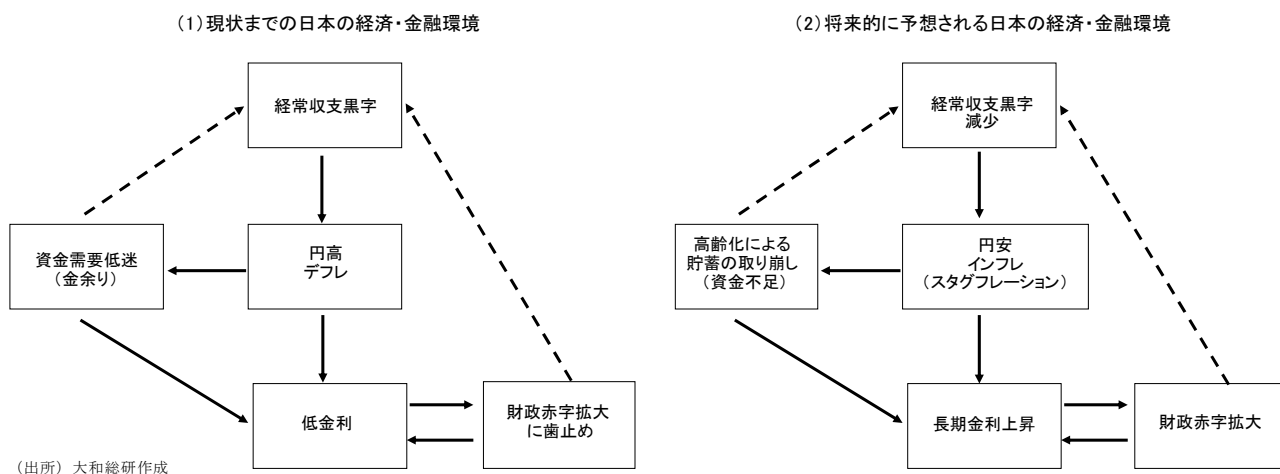 (1)現状までの日本の経済・金融環境
経常収支黒字
資金需要低迷
(金余り)
円高
デフレ
低金利
財政赤字拡大
に歯止め
(出所) 大和総研作成
(2)将来的に予想される日本の経済・金融環境
経常収支黒字
減少
高齢化による
貯蓄の取り崩し
(資金不足)
円安
インフレ
(スタグフレーション)
長期金利上昇
財政赤字拡大